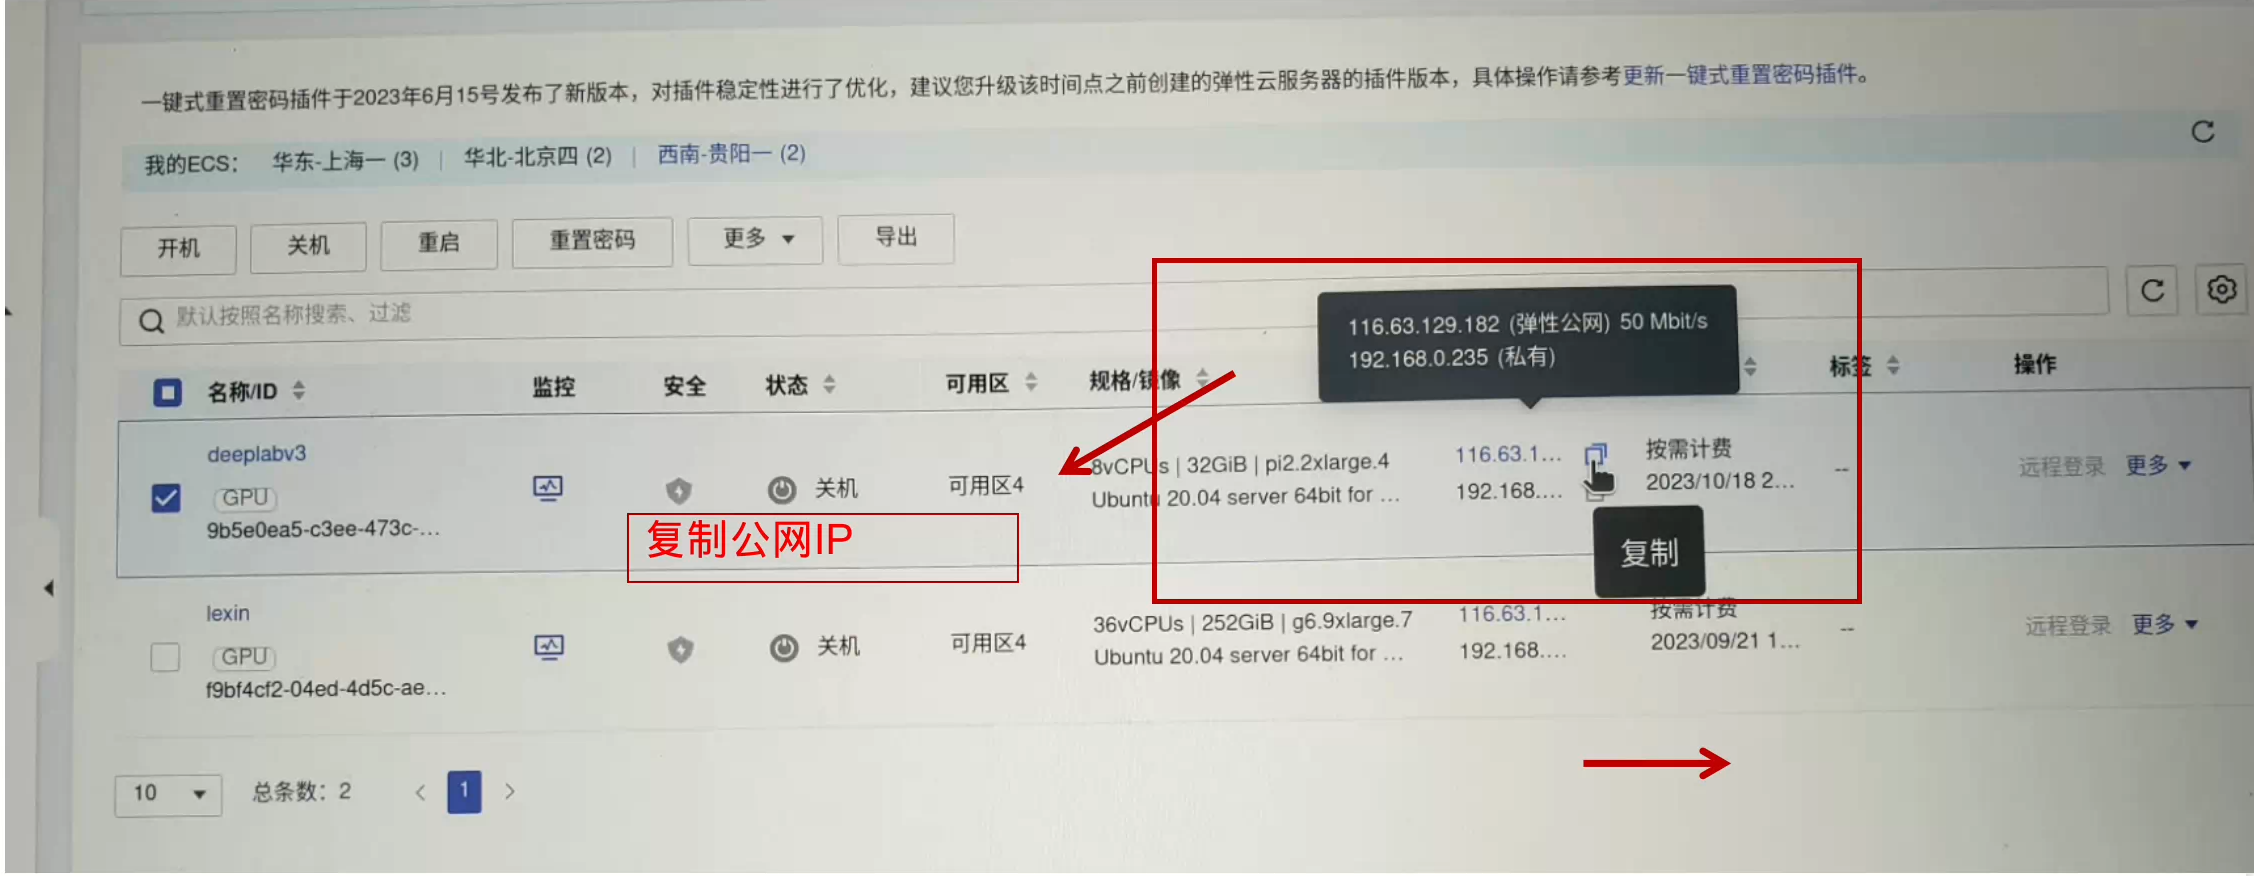 一键式重置密码插件于2023年6月15号发布了新版本，对插件稳定性进行了优化，建议您升级该时间点之前创建的弹性云服务器的插件版本，具体操作请参考更新一键式重置密码插件。
我的ECS： 华东-上海一 (3) | 华北-北京四 (2) | 西南-贵阳一 (2)
开机 关机 重启 重置密码 更多 导出
默认按照名称搜索、过滤
116.63.129.182 (弹性公网) 50 Mbit/s
192.168.0.235 (私有)
名称/ID 监控 安全 状态 可用区 规格/镜像 标签 操作
deeplabv3
GPU
9b5e0ea5-c3ee-473c-...
关机
可用区4
8vCPUs | 32GiB | pi2.2xlarge.4
Ubuntu 20.04 server 64bit for ...
116.63.1...
192.168....
按需计费
2023/10/18 2...
--
远程登录 更多
复制公网IP
复制
lexin
GPU
f9bf4cf2-04ed-4d5c-ae...
关机
可用区4
36vCPUs | 252GiB | g6.9xlarge.7
Ubuntu 20.04 server 64bit for ...
116.63.1...
192.168....
按需计费
2023/09/21 1...
--
远程登录 更多
10 总条数：2 < 1 >